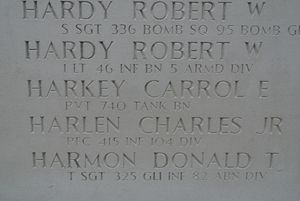 HARDY ROBERT W
S SGT 336 BOMB SQ 95 BOMB
HARDY ROBERT W
1 LT 46 INF BN 5 ARMD DIV
HARKEY CARROL E
PVT 740 TANK BN
HARLEN CHARLES JR
PFC 415 INF 104 DIV
HARMON DONALD T
T SGT 325 GLI INF 82 ABN DIV